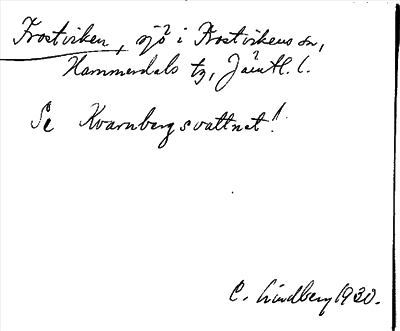 Frostviken, sjö i Frostvikens sn,
Hammerdals tg, Jämtl. l.
Se Kvarnbergsvattnet!
C. Lindberg 1930.